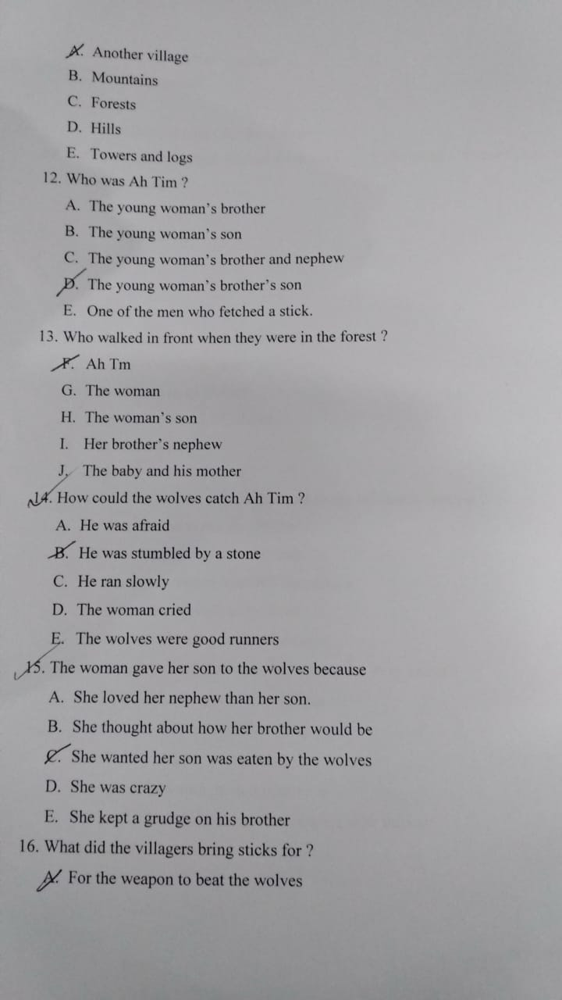 A. Another village
B. Mountains
C. Forests
D. Hills
E. Towers and logs
12. Who was Ah Tim ?
A. The young woman's brother
B. The young woman's son
C. The young woman's brother and nephew
D. The young woman's brother's son
E. One of the men who fetched a stick.
13. Who walked in front when they were in the forest ?
F. Ah Tm
G. The woman
H. The woman's son
I. Her brother's nephew
J. The baby and his mother
14. How could the wolves catch Ah Tim ?
A. He was afraid
B. He was stumbled by a stone
C. He ran slowly
D. The woman cried
E. The wolves were good runners
15. The woman gave her son to the wolves because
A. She loved her nephew than her son.
B. She thought about how her brother would be
C. She wanted her son was eaten by the wolves
D. She was crazy
E. She kept a grudge on his brother
16. What did the villagers bring sticks for ?
A. For the weapon to beat the wolves